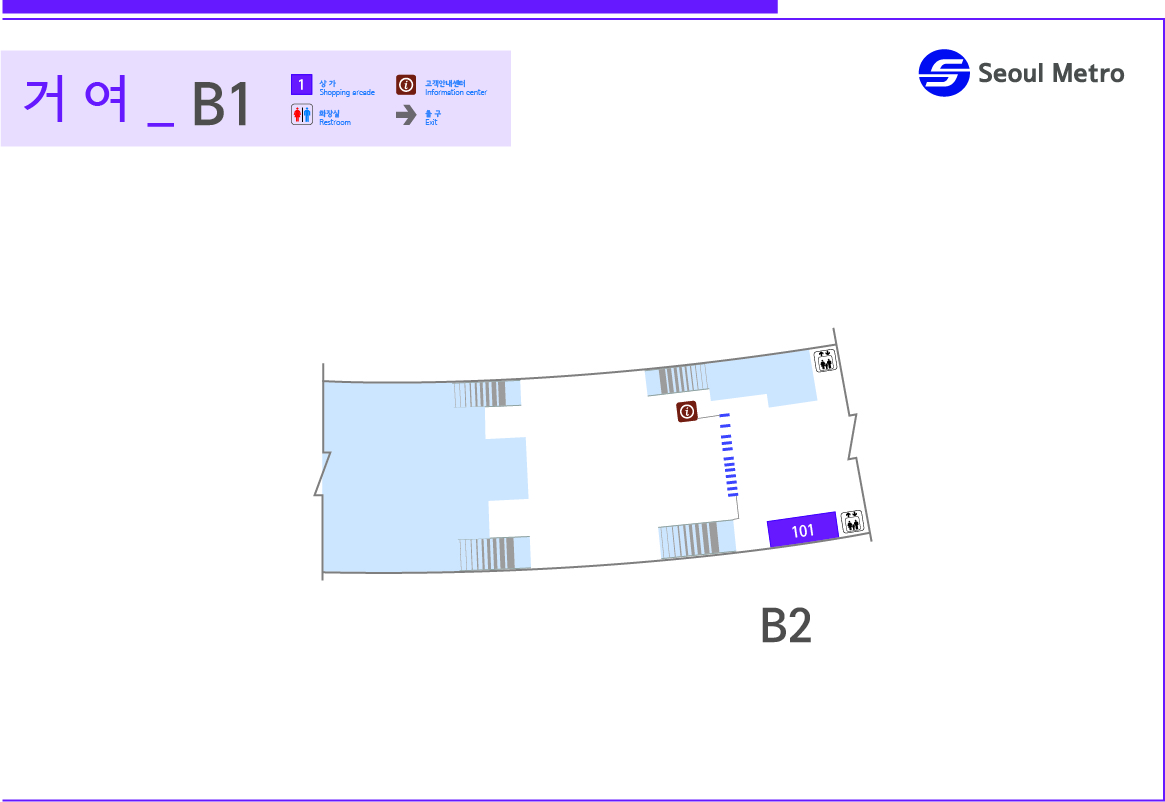 거 여 _ B1
1 상 가
Shopping arcade
고객안내센터
Information center
화장실
Restroom
출 구
Exit
Seoul Metro
101
B2